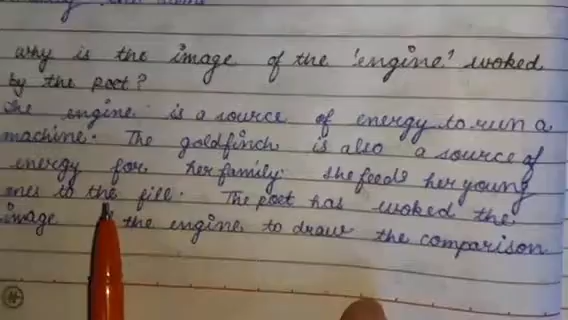 why is the image of the 'engine' woked
by the poet?
The engine is a source of energy to run a
machine. The goldfinch is also a source of
energy for her family. She feeds her young
ones to the fill. The poet has woked the
image the engine to draw the comparison